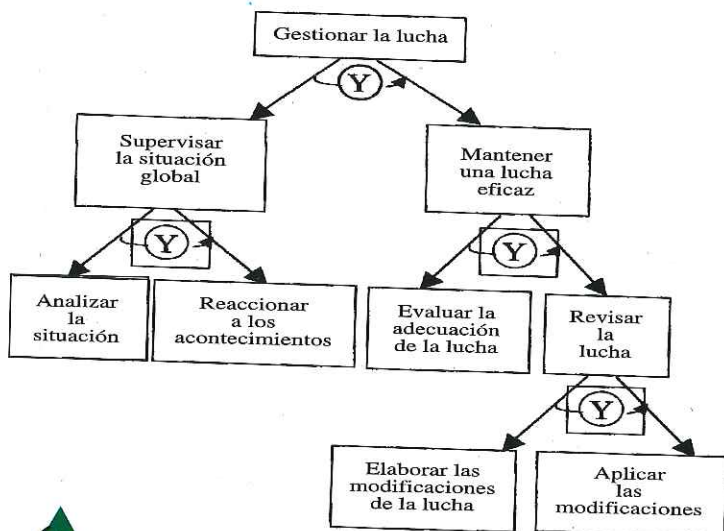 Gestionar la lucha
Y
Supervisar
la situación
global
Mantener
una lucha
eficaz
Y
Y
Analizar
la
situación
Reaccionar
a los
acontecimientos
Evaluar la
adecuación
de la lucha
Revisar
la
lucha
Y
Elaborar las
modificaciones
de la lucha
Aplicar
las
modificaciones